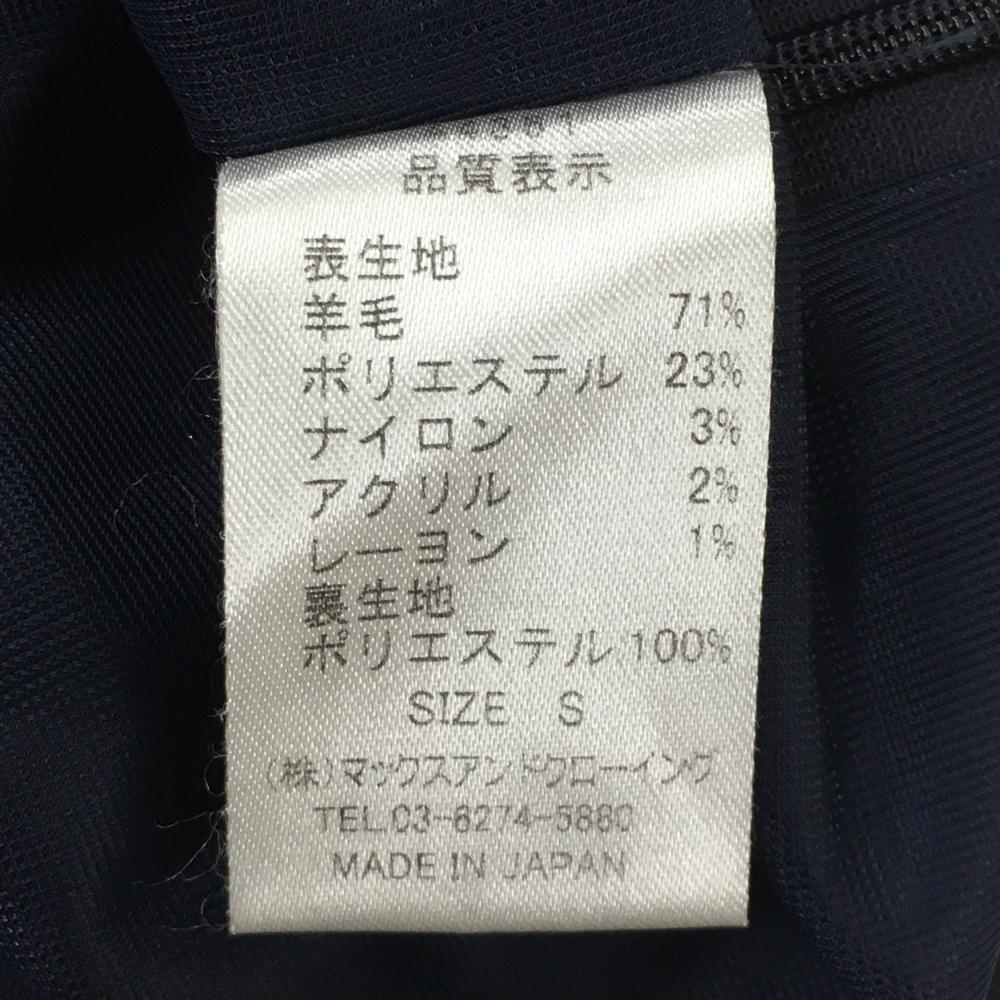 品質表示
表生地
羊毛 71%
ポリエステル 23%
ナイロン 3%
アクリル 2%
レーヨン 1%
裏生地
ポリエステル 100%
SIZE S
(株)マックスアンドクローイング
TEL.03-6274-5880
MADE IN JAPAN